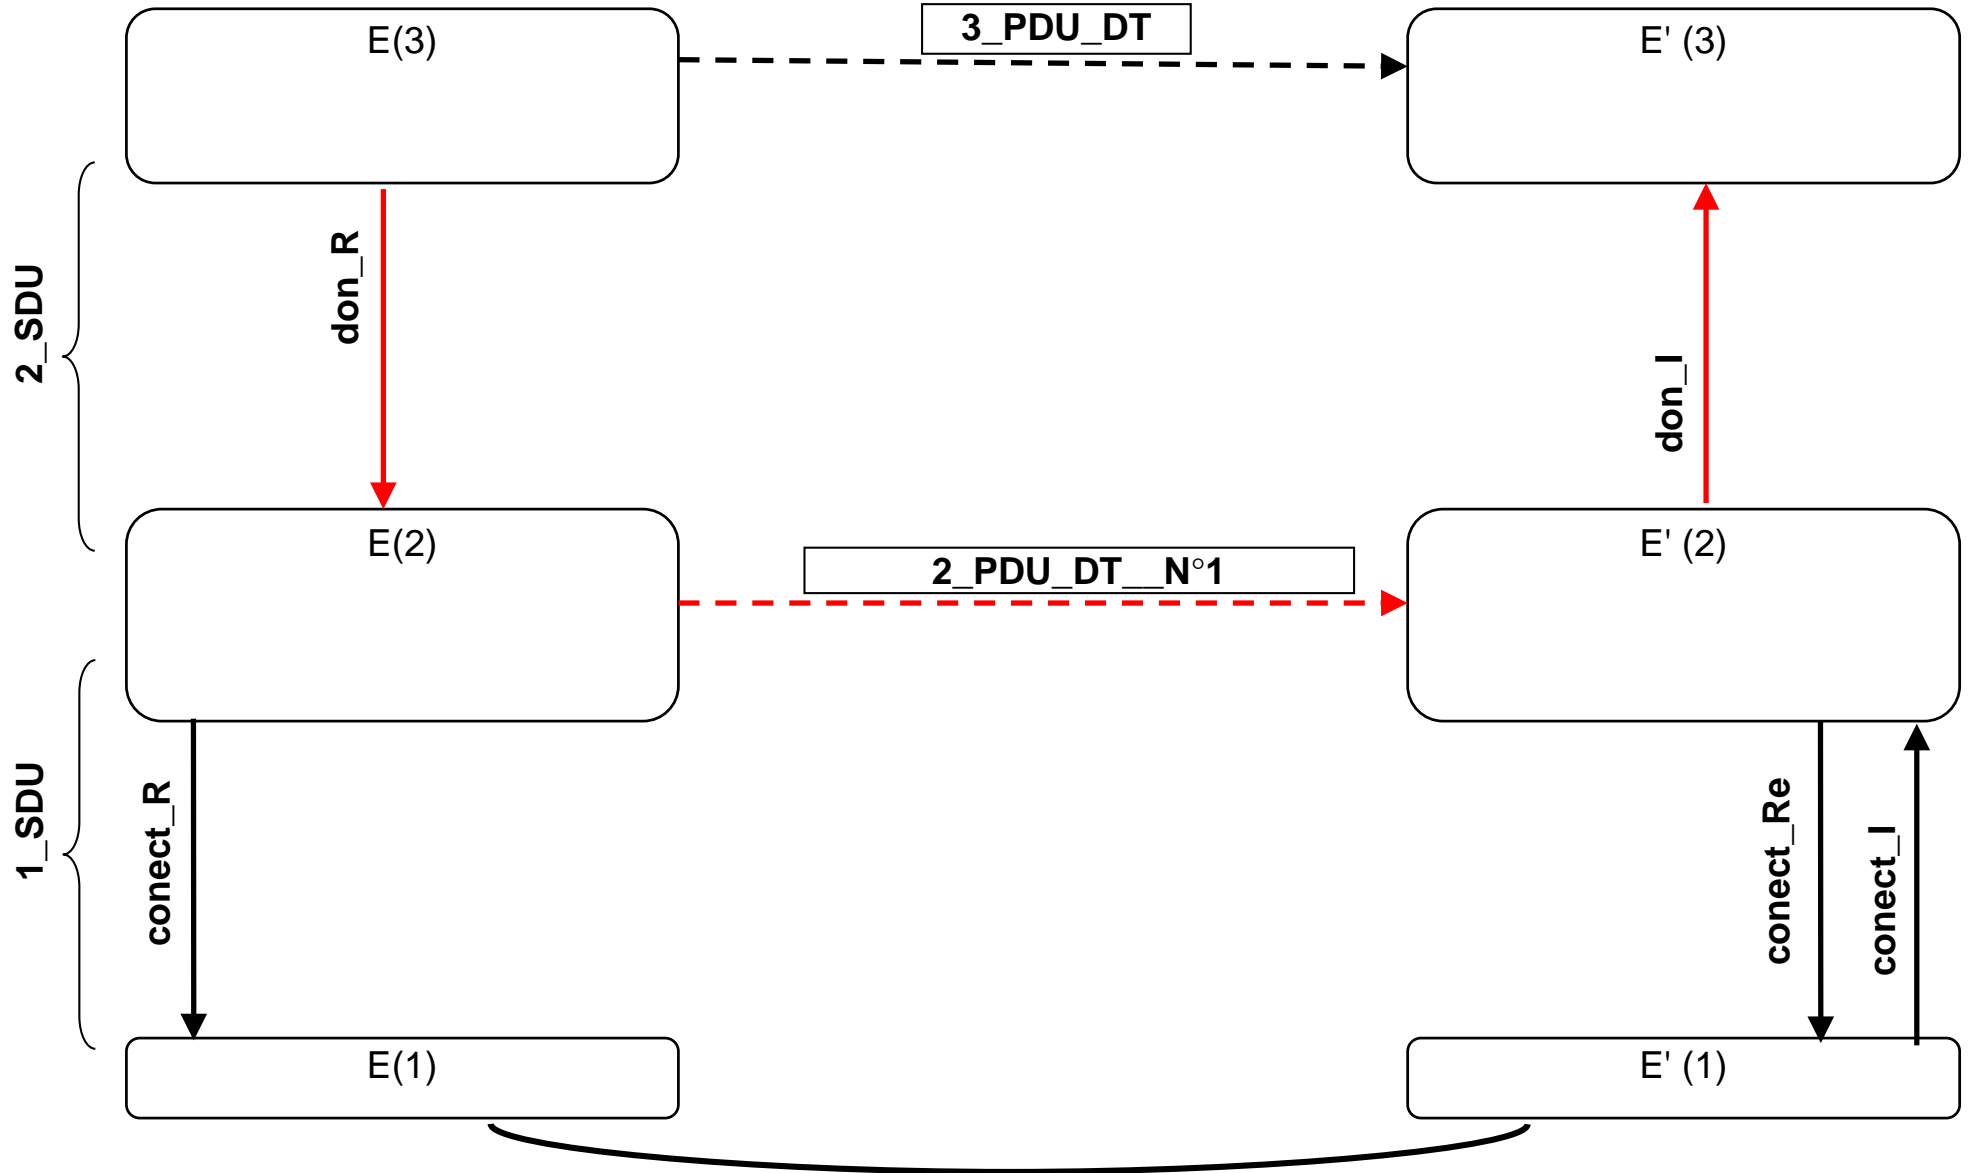 E(3)
3_PDU_DT
E' (3)
2_SDU
don_R
don_I
E(2)
2_PDU_DT__N°1
E' (2)
1_SDU
conect_R
conect_Re
conect_I
E(1)
E' (1)